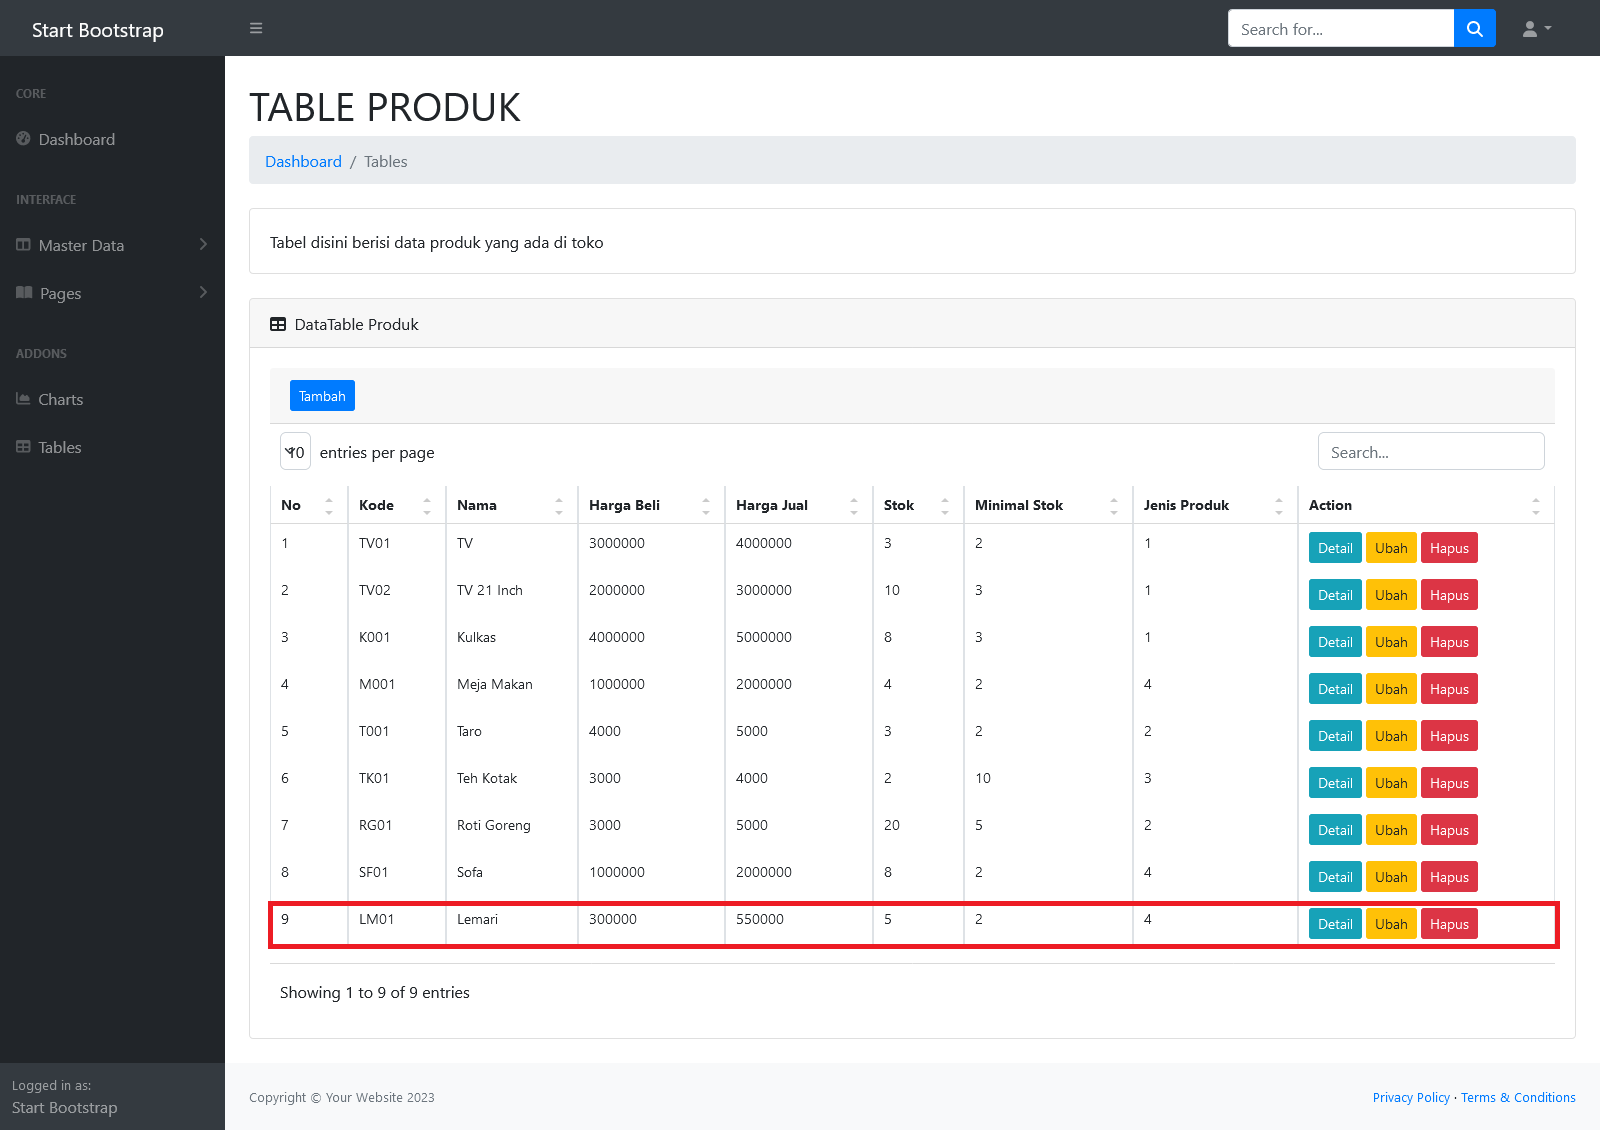 Start Bootstrap
Search for...
CORE
Dashboard
INTERFACE
Master Data
Pages
ADDONS
Charts
Tables
Logged in as:
Start Bootstrap
TABLE PRODUK
Dashboard / Tables
Tabel disini berisi data produk yang ada di toko
DataTable Produk
Tambah
10 entries per page
Search...
No Kode Nama Harga Beli Harga Jual Stok Minimal Stok Jenis Produk Action
1 TV01 TV 3000000 4000000 3 2 1 Detail Ubah Hapus
2 TV02 TV 21 Inch 2000000 3000000 10 3 1 Detail Ubah Hapus
3 K001 Kulkas 4000000 5000000 8 3 1 Detail Ubah Hapus
4 M001 Meja Makan 1000000 2000000 4 2 4 Detail Ubah Hapus
5 T001 Taro 4000 5000 3 2 2 Detail Ubah Hapus
6 TK01 Teh Kotak 3000 4000 2 10 3 Detail Ubah Hapus
7 RG01 Roti Goreng 3000 5000 20 5 2 Detail Ubah Hapus
8 SF01 Sofa 1000000 2000000 8 2 4 Detail Ubah Hapus
9 LM01 Lemari 300000 550000 5 2 4 Detail Ubah Hapus
Showing 1 to 9 of 9 entries
Copyright © Your Website 2023
Privacy Policy · Terms & Conditions